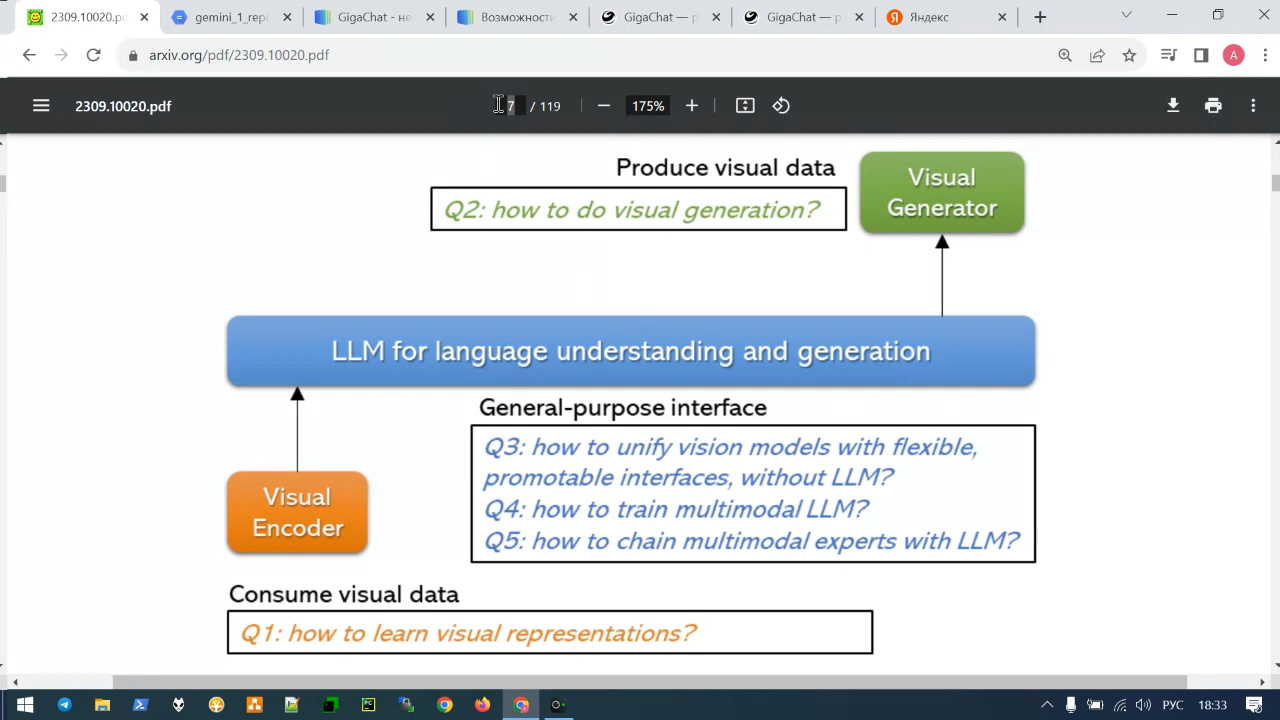 2309.10020.pdf
gemini_1_repo
GigaChat - не
Возможности
GigaChat — р
GigaChat — р
Яндекс
arxiv.org/pdf/2309.10020.pdf
A
2309.10020.pdf
7 / 119
175%
Produce visual data
Q2: how to do visual generation?
Visual
Generator
LLM for language understanding and generation
General-purpose interface
Q3: how to unify vision models with flexible,
promotable interfaces, without LLM?
Q4: how to train multimodal LLM?
Q5: how to chain multimodal experts with LLM?
Visual
Encoder
Consume visual data
Q1: how to learn visual representations?
РУС
18:33